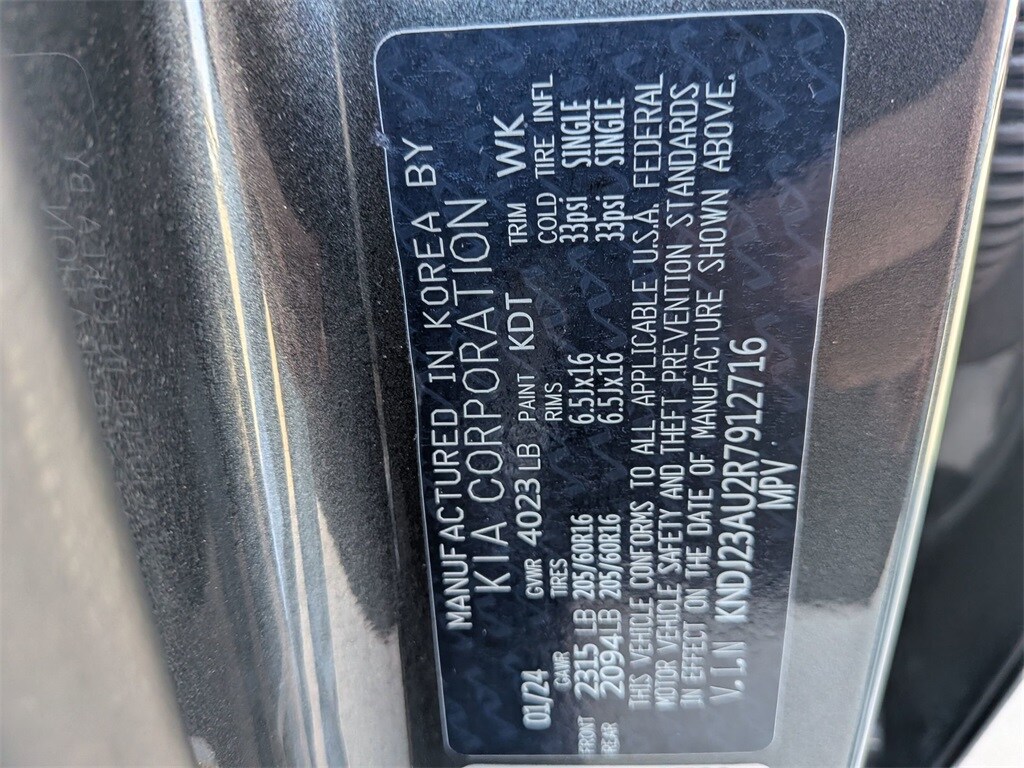 MANUFACTURED IN KOREA BY
KIA CORPORATION
01/24 GVWR 4023 LB PAINT KDT TRIM WK
GAWR TIRES RIMS COLD TIRE INFL
FRONT 2315 LB 205/60R16 6.5Jx16 33psi SINGLE
REAR 2094LB 205/60R16 6.5Jx16 33psi SINGLE
THIS VEHICLE CONFORMS TO ALL APPLICABLE U.S.A. FEDERAL
MOTOR VEHICLE SAFETY AND THEFT PREVENTION STANDARDS
IN EFFECT ON THE DATE OF MANUFACTURE SHOWN ABOVE.
V.I.N KNDJ23AU2R7912716
MPV